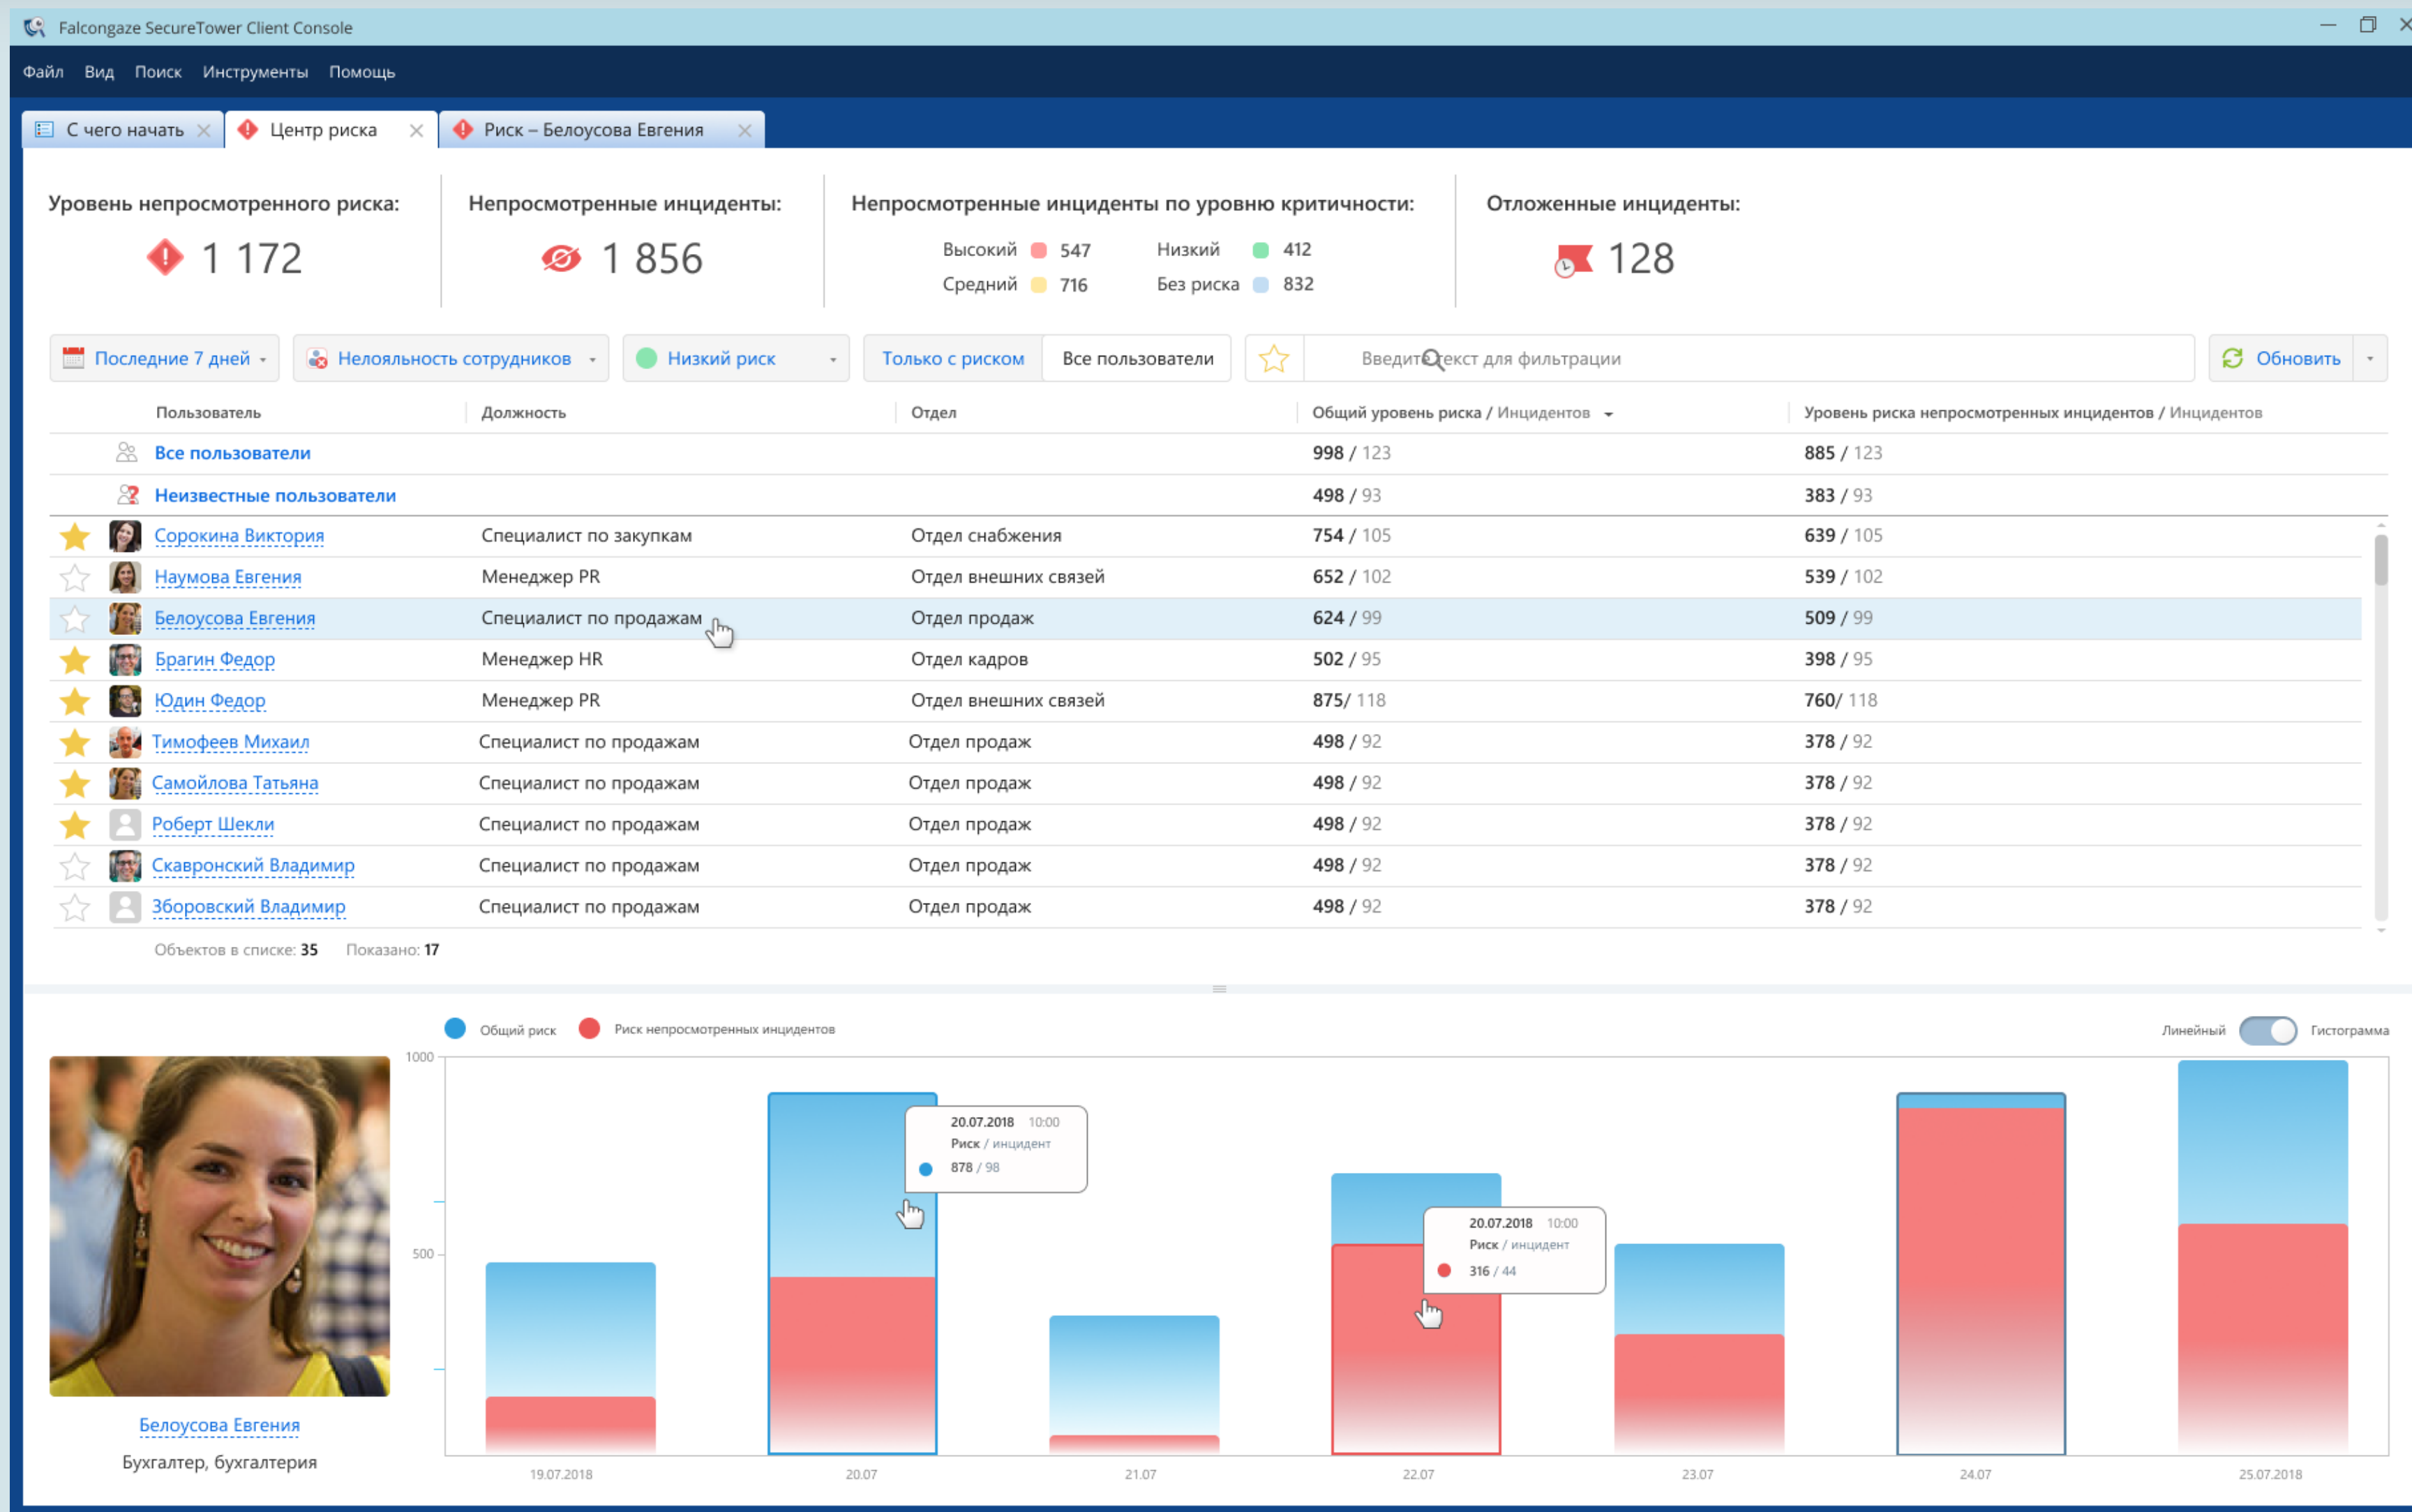 Falcongaze SecureTower Client Console
Файл Вид Поиск Инструменты Помощь
С чего начать Центр риска Риск – Белоусова Евгения
Уровень непросмотренного риска: Непросмотренные инциденты: Непросмотренные инциденты по уровню критичности: Отложенные инциденты:
1 172 1 856 128
Высокий 547 Низкий 412
Средний 716 Без риска 832
Последние 7 дней Нелояльность сотрудников Низкий риск Только с риском Все пользователи Введите текст для фильтрации Обновить
Пользователь Должность Отдел Общий уровень риска / Инцидентов Уровень риска непросмотренных инцидентов / Инцидентов
Все пользователи 998 / 123 885 / 123
Неизвестные пользователи 498 / 93 383 / 93
Сорокина Виктория Специалист по закупкам Отдел снабжения 754 / 105 639 / 105
Наумова Евгения Менеджер PR Отдел внешних связей 652 / 102 539 / 102
Белоусова Евгения Специалист по продажам Отдел продаж 624 / 99 509 / 99
Брагин Федор Менеджер HR Отдел кадров 502 / 95 398 / 95
Юдин Федор Менеджер PR Отдел внешних связей 875/ 118 760/ 118
Тимофеев Михаил Специалист по продажам Отдел продаж 498 / 92 378 / 92
Самойлова Татьяна Специалист по продажам Отдел продаж 498 / 92 378 / 92
Роберт Шекли Специалист по продажам Отдел продаж 498 / 92 378 / 92
Скавронский Владимир Специалист по продажам Отдел продаж 498 / 92 378 / 92
Зборовский Владимир Специалист по продажам Отдел продаж 498 / 92 378 / 92
Объектов в списке: 35 Показано: 17
Общий риск Риск непросмотренных инцидентов Линейный Гистограмма
1000
20.07.2018 10:00
Риск / инцидент
878 / 98
20.07.2018 10:00
Риск / инцидент
316 / 44
500
Белоусова Евгения
Бухгалтер, бухгалтерия
19.07.2018 20.07 21.07 22.07 23.07 24.07 25.07.2018